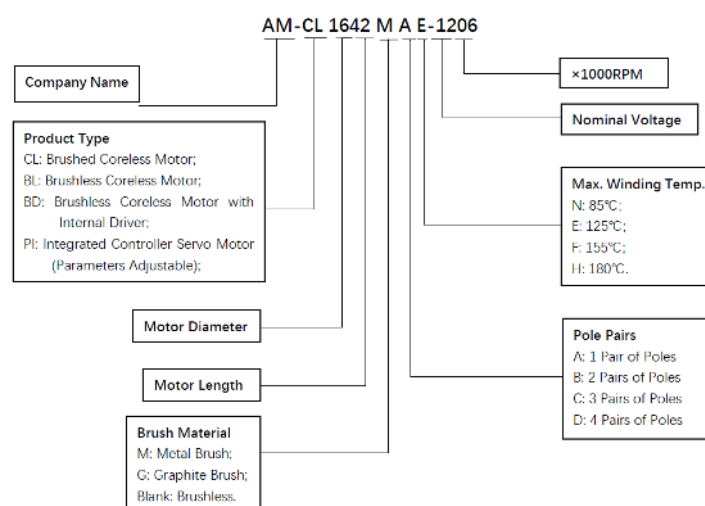 AM-CL 1642 M A E-1206
Company Name
×1000RPM
Nominal Voltage
Product Type
CL: Brushed Coreless Motor;
BL: Brushless Coreless Motor;
BD: Brushless Coreless Motor with
Internal Driver;
PI: Integrated Controller Servo Motor
(Parameters Adjustable);
Max. Winding Temp.
N: 85℃;
E: 125℃;
F: 155℃;
H: 180℃.
Motor Diameter
Motor Length
Pole Pairs
A: 1 Pair of Poles
B: 2 Pairs of Poles
C: 3 Pairs of Poles
D: 4 Pairs of Poles
Brush Material
M: Metal Brush;
G: Graphite Brush;
Blank: Brushless.